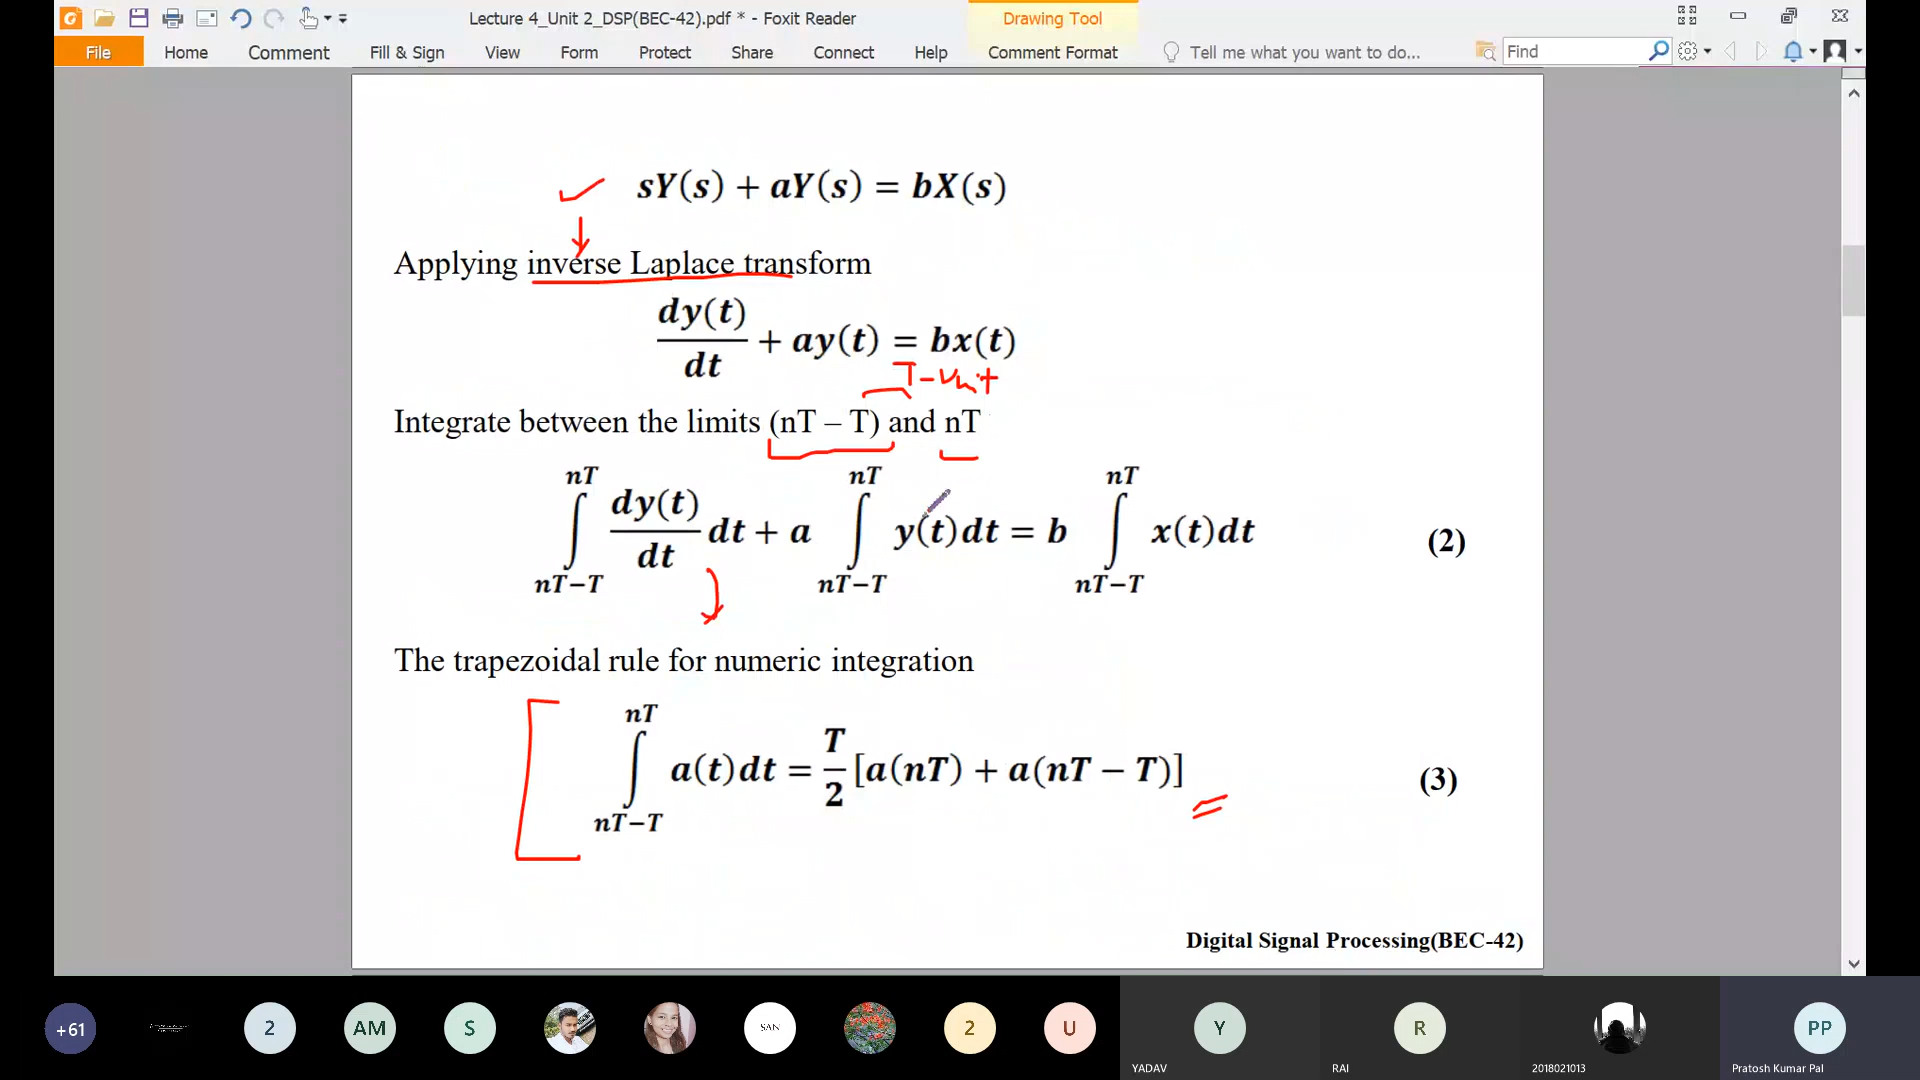 Lecture 4_Unit 2_DSP(BEC-42).pdf * - Foxit Reader
Drawing Tool
File Home Comment Fill & Sign View Form Protect Share Connect Help Comment Format Tell me what you want to do... Find
sY(s) + aY(s) = bX(s)
Applying inverse Laplace transform
dy(t)/dt + ay(t) = bx(t)
T-Unit
Integrate between the limits (nT – T) and nT
∫_{nT−T}^{nT} dy(t)/dt dt + a ∫_{nT−T}^{nT} y(t)dt = b ∫_{nT−T}^{nT} x(t)dt (2)
The trapezoidal rule for numeric integration
∫_{nT−T}^{nT} a(t)dt = T/2 [a(nT) + a(nT − T)] (3)
Digital Signal Processing(BEC-42)
+61 2 AM S SAN 2 U Y R PP
YADAV RAI 2018021013 Pratosh Kumar Pal